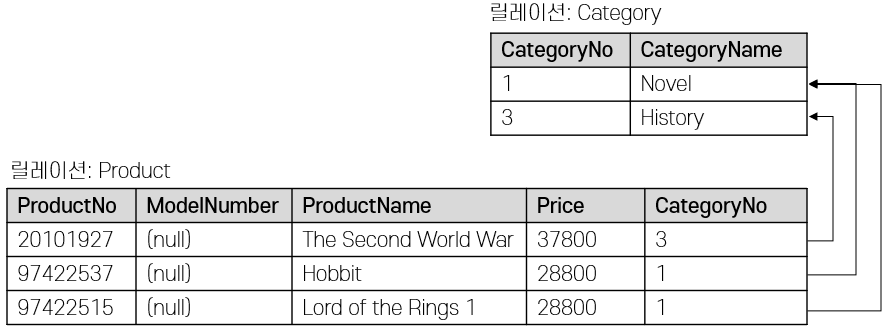 릴레이션: Category
CategoryNo CategoryName
1 Novel
3 History
릴레이션: Product
ProductNo ModelNumber ProductName Price CategoryNo
20101927 (null) The Second World War 37800 3
97422537 (null) Hobbit 28800 1
97422515 (null) Lord of the Rings 1 28800 1